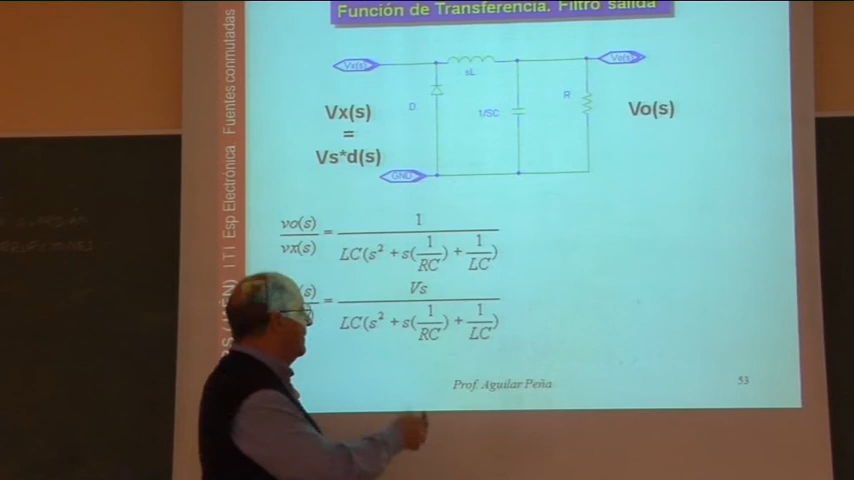 Función de Transferencia. Filtro salida
Vx(s)
sL
Vo(s)
D
1/SC
R
GND
Vx(s)
=
Vs*d(s)
Vo(s)
vo(s)/vx(s) = 1/LC(s² + s(1/RC) + 1/LC)
(s) = Vs/LC(s² + s(1/RC) + 1/LC)
Prof. Aguilar Peña
53
ITI Esp Electrónica Fuentes conmutadas